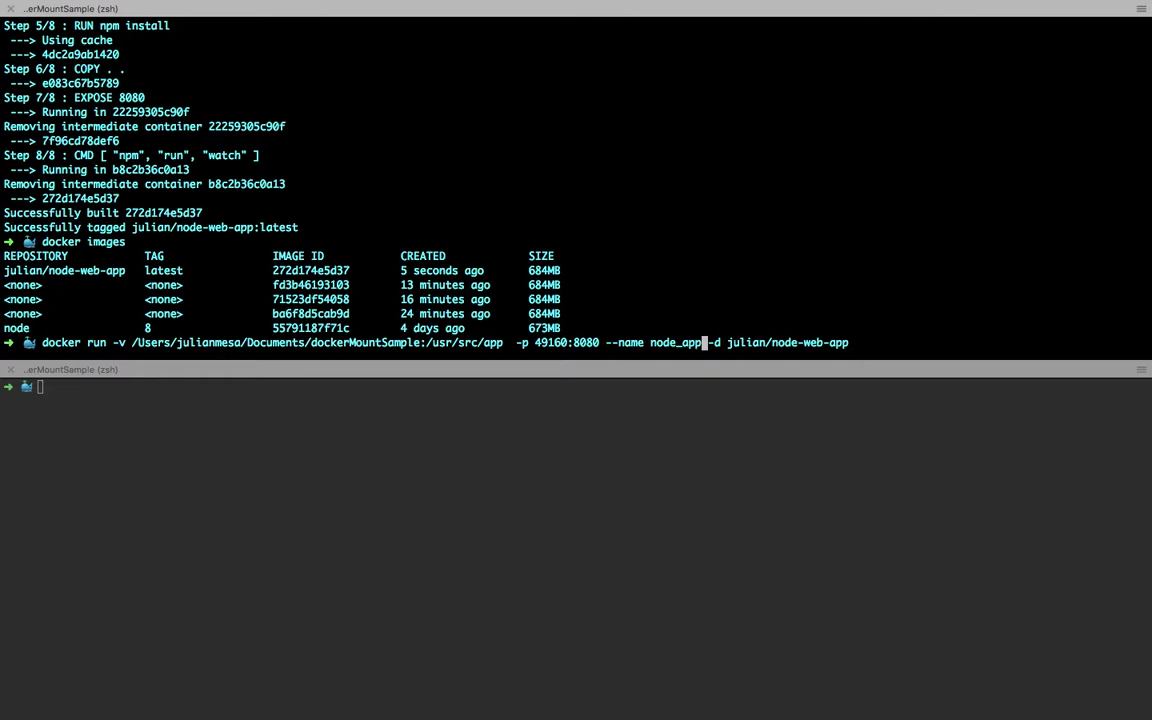 ..erMountSample (zsh)
Step 5/8 : RUN npm install
---> Using cache
---> 4dc2a9ab1420
Step 6/8 : COPY . .
---> e083c67b5789
Step 7/8 : EXPOSE 8080
---> Running in 22259305c90f
Removing intermediate container 22259305c90f
---> 7f96cd78def6
Step 8/8 : CMD [ "npm", "run", "watch" ]
---> Running in b8c2b36c0a13
Removing intermediate container b8c2b36c0a13
---> 272d174e5d37
Successfully built 272d174e5d37
Successfully tagged julian/node-web-app:latest
➜ 🐳 docker images
REPOSITORY TAG IMAGE ID CREATED SIZE
julian/node-web-app latest 272d174e5d37 5 seconds ago 684MB
<none> <none> fd3b46193103 13 minutes ago 684MB
<none> <none> 71523df54058 16 minutes ago 684MB
<none> <none> ba6f8d5cab9d 24 minutes ago 684MB
node 8 55791187f71c 4 days ago 673MB
➜ 🐳 docker run -v /Users/julianmesa/Documents/dockerMountSample:/usr/src/app -p 49160:8080 --name node_app -d julian/node-web-app
..erMountSample (zsh)
➜ 🐳